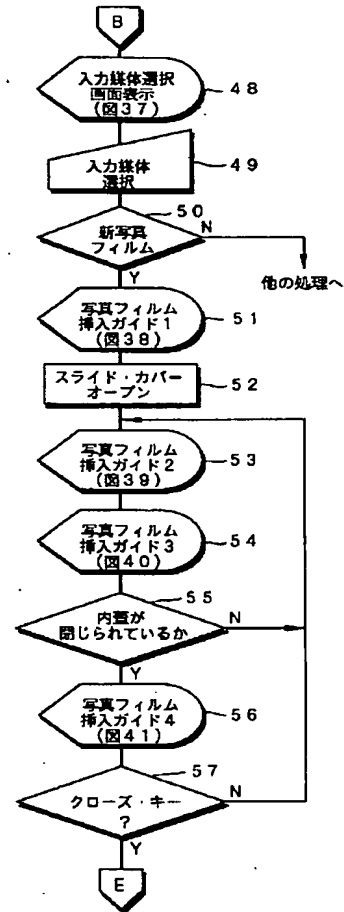 B
入力媒体選択
画面表示
(図37)
48
入力媒体
選択
49
新写真
フィルム
50
N
Y
他の処理へ
写真フィルム
挿入ガイド1
(図38)
51
スライド・カバー
オープン
52
写真フィルム
挿入ガイド2
(図39)
53
写真フィルム
挿入ガイド3
(図40)
54
内蓋が
閉じられているか
55
N
Y
写真フィルム
挿入ガイド4
(図41)
56
クローズ・キー
?
57
N
Y
E